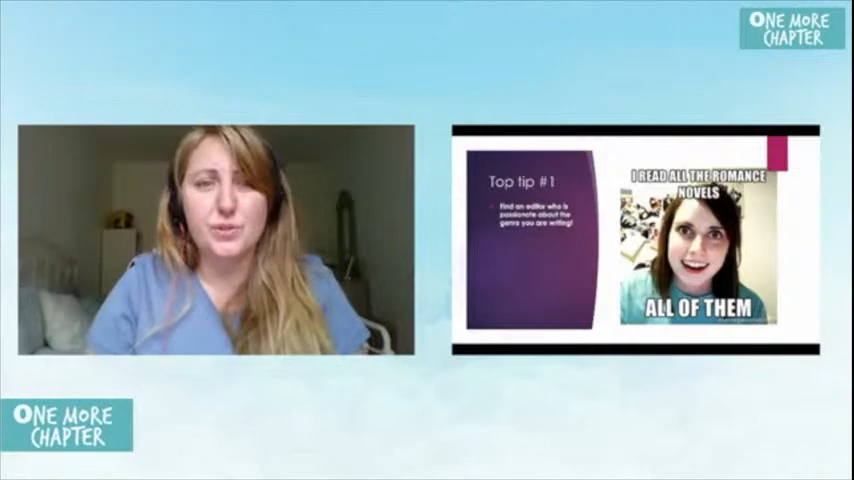 ONE MORE
CHAPTER
Top tip #1
Find an editor who is
passionate about the
genre you are writing!
I READ ALL THE ROMANCE
NOVELS
ALL OF THEM
ONE MORE
CHAPTER